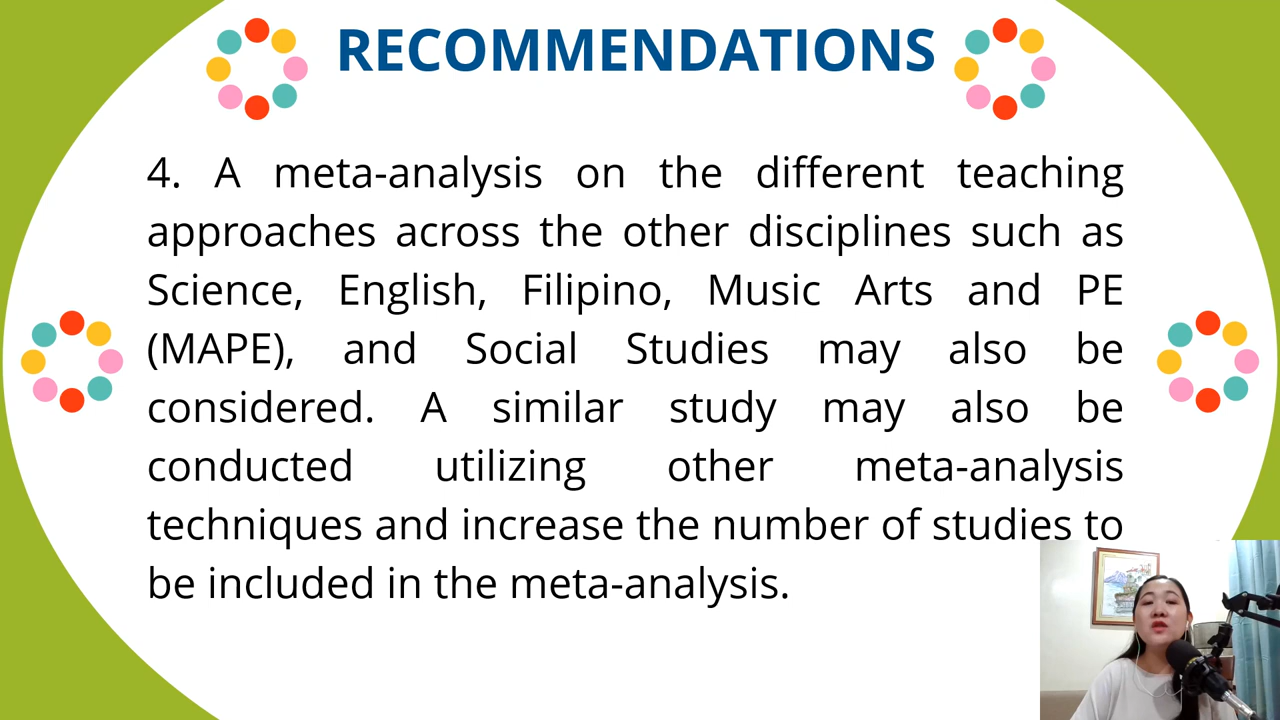 RECOMMENDATIONS
4. A meta-analysis on the different teaching
approaches across the other disciplines such as
Science, English, Filipino, Music Arts and PE
(MAPE), and Social Studies may also be
considered. A similar study may also be
conducted utilizing other meta-analysis
techniques and increase the number of studies to
be included in the meta-analysis.